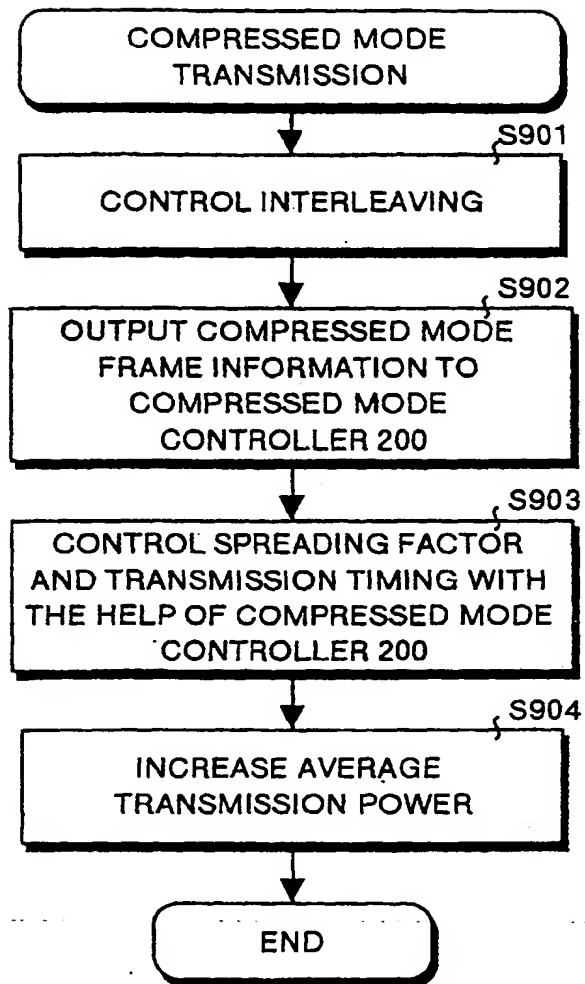 COMPRESSED MODE
TRANSMISSION
S901
CONTROL INTERLEAVING
S902
OUTPUT COMPRESSED MODE
FRAME INFORMATION TO
COMPRESSED MODE
CONTROLLER 200
S903
CONTROL SPREADING FACTOR
AND TRANSMISSION TIMING WITH
THE HELP OF COMPRESSED MODE
CONTROLLER 200
S904
INCREASE AVERAGE
TRANSMISSION POWER
END